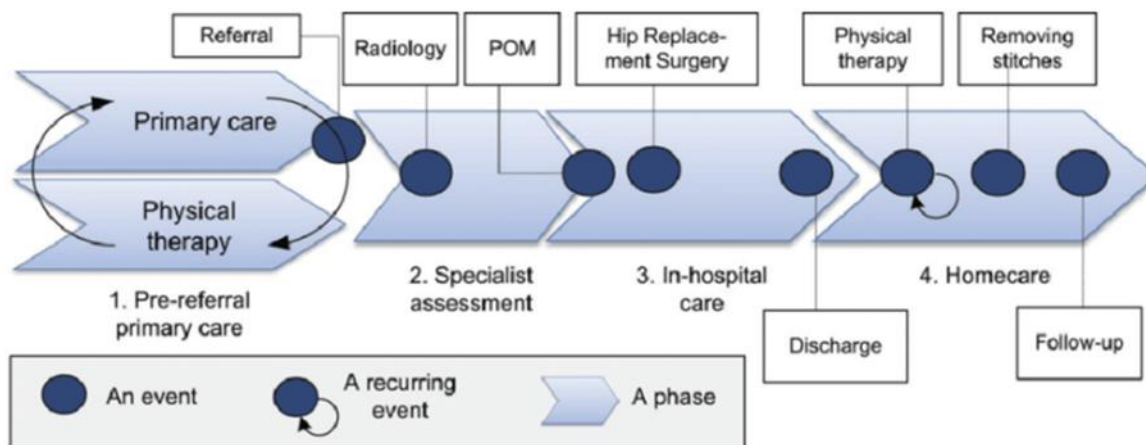 Referral
Radiology
POM
Hip Replace-
ment Surgery
Physical
therapy
Removing
stitches
Primary care
Physical
therapy
1. Pre-referral
primary care
2. Specialist
assessment
3. In-hospital
care
4. Homecare
Discharge
Follow-up
An event
A recurring
event
A phase